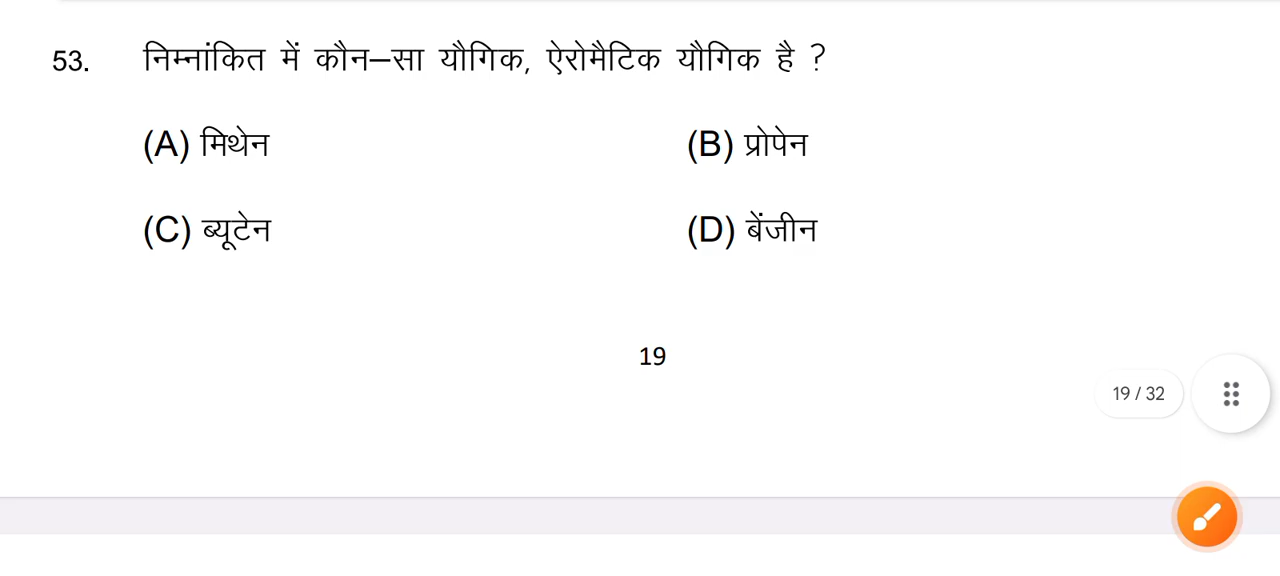 53. निम्नांकित में कौन–सा यौगिक, ऐरोमैटिक यौगिक है ?
(A) मिथेन (B) प्रोपेन
(C) ब्यूटेन (D) बेंजीन
19
19 / 32